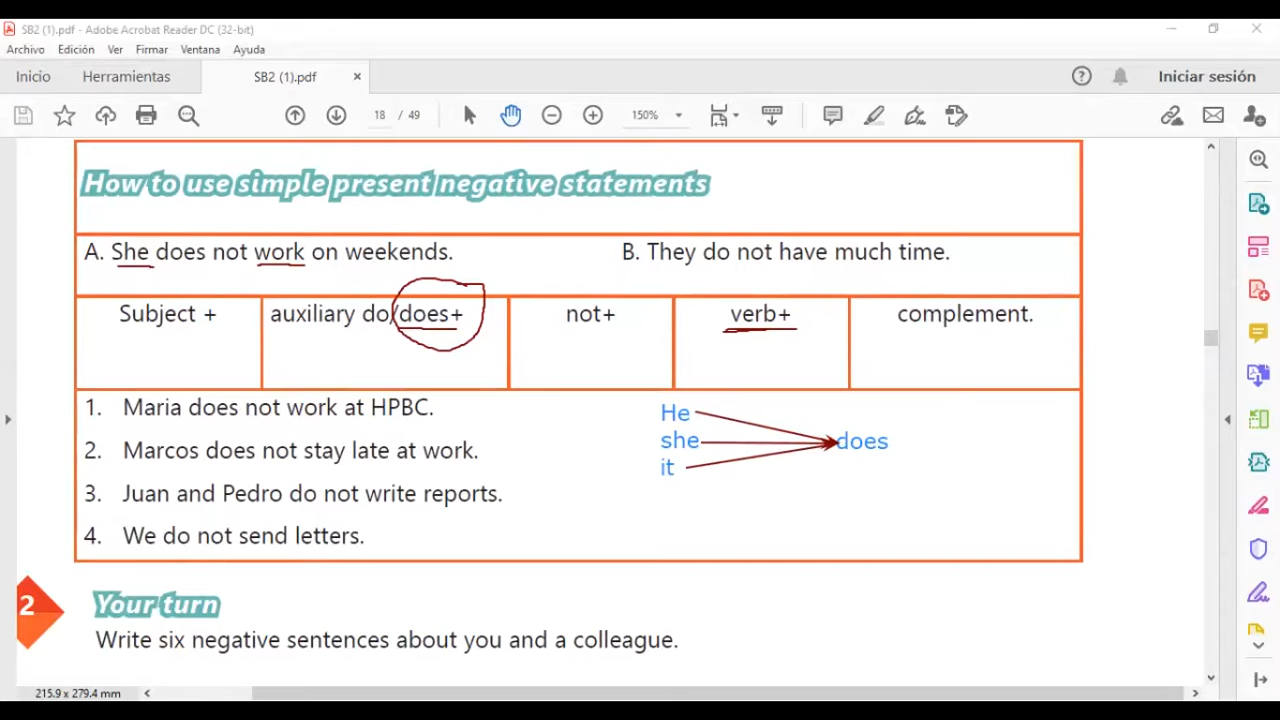 SB2 (1).pdf - Adobe Acrobat Reader DC (32-bit)
Archivo Edición Ver Firmar Ventana Ayuda
Inicio Herramientas SB2 (1).pdf × Iniciar sesión
18 / 49 150%
How to use simple present negative statements
A. She does not work on weekends. B. They do not have much time.
Subject + auxiliary do/does+ not+ verb+ complement.
1. Maria does not work at HPBC.
2. Marcos does not stay late at work.
3. Juan and Pedro do not write reports.
4. We do not send letters.
He
she
it
does
2 Your turn
Write six negative sentences about you and a colleague.
215.9 x 279.4 mm